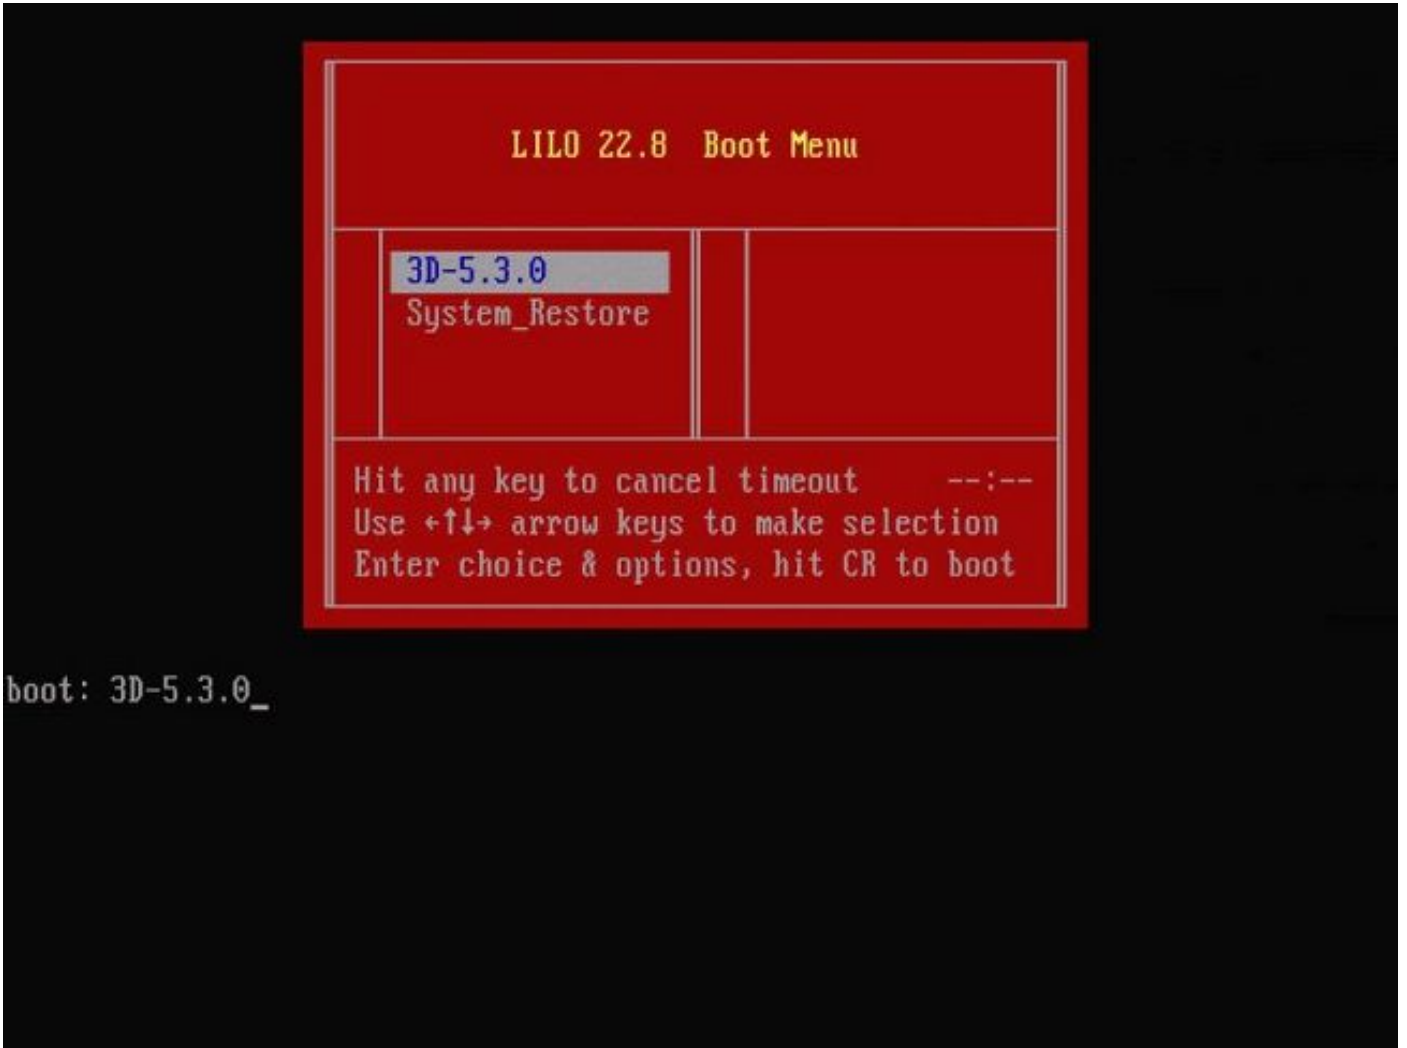 LILO 22.8  Boot Menu
3D-5.3.0
System_Restore
Hit any key to cancel timeout     --:--
Use ←↑↓→ arrow keys to make selection
Enter choice & options, hit CR to boot
boot: 3D-5.3.0_